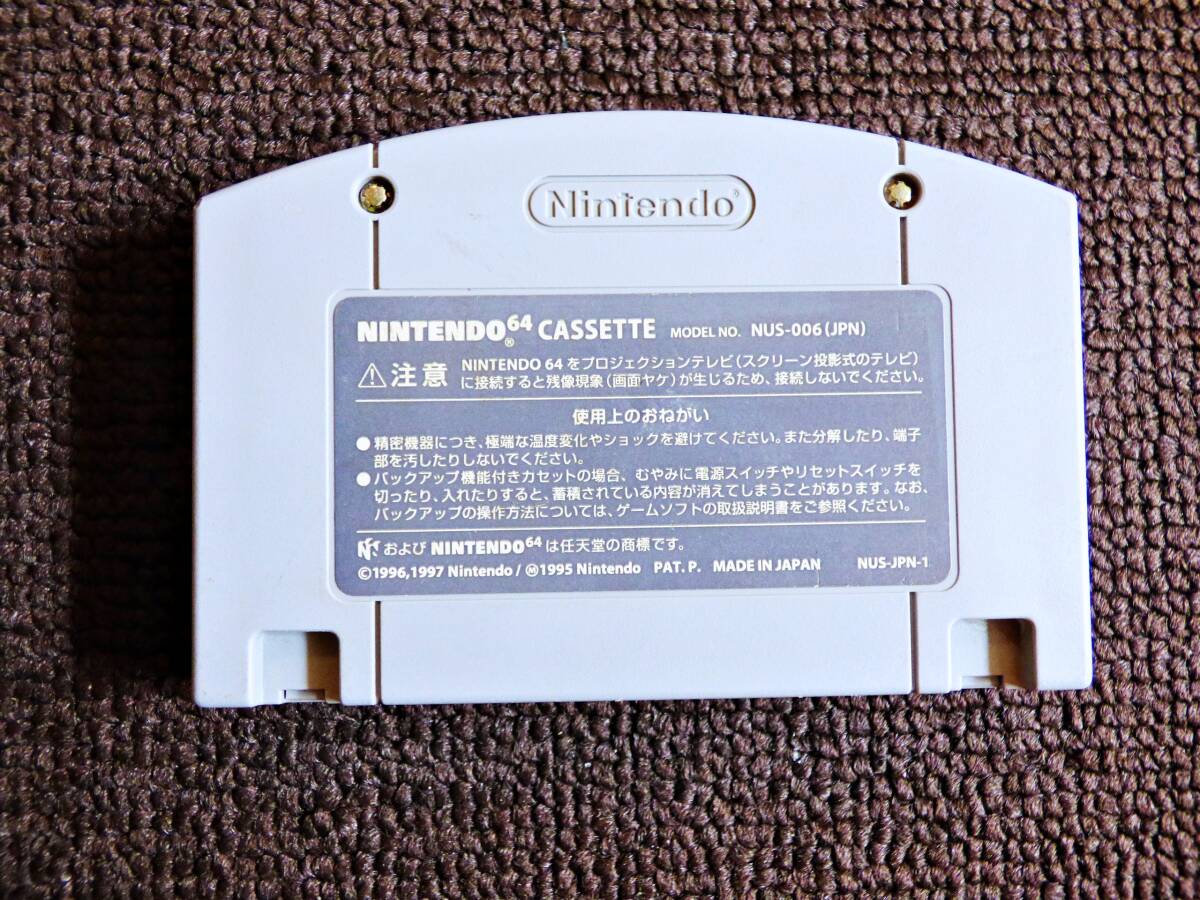 Nintendo®
NINTENDO64® CASSETTE MODEL NO. NUS-006(JPN)
⚠注意 NINTENDO 64をプロジェクションテレビ(スクリーン投影式のテレビ)
に接続すると残像現象(画面ヤケ)が生じるため、接続しないでください。
使用上のおねがい
●精密機器につき、極端な温度変化やショックを避けてください。また分解したり、端子
部を汚したりしないでください。
●バックアップ機能付きカセットの場合、むやみに電源スイッチやリセットスイッチを
切ったり、入れたりすると、蓄積されている内容が消えてしまうことがあります。なお、
バックアップの操作方法については、ゲームソフトの取扱説明書をご参照ください。
および NINTENDO64 は任天堂の商標です。
©1996,1997 Nintendo/Ⓜ1995 Nintendo PAT. P. MADE IN JAPAN NUS-JPN-1